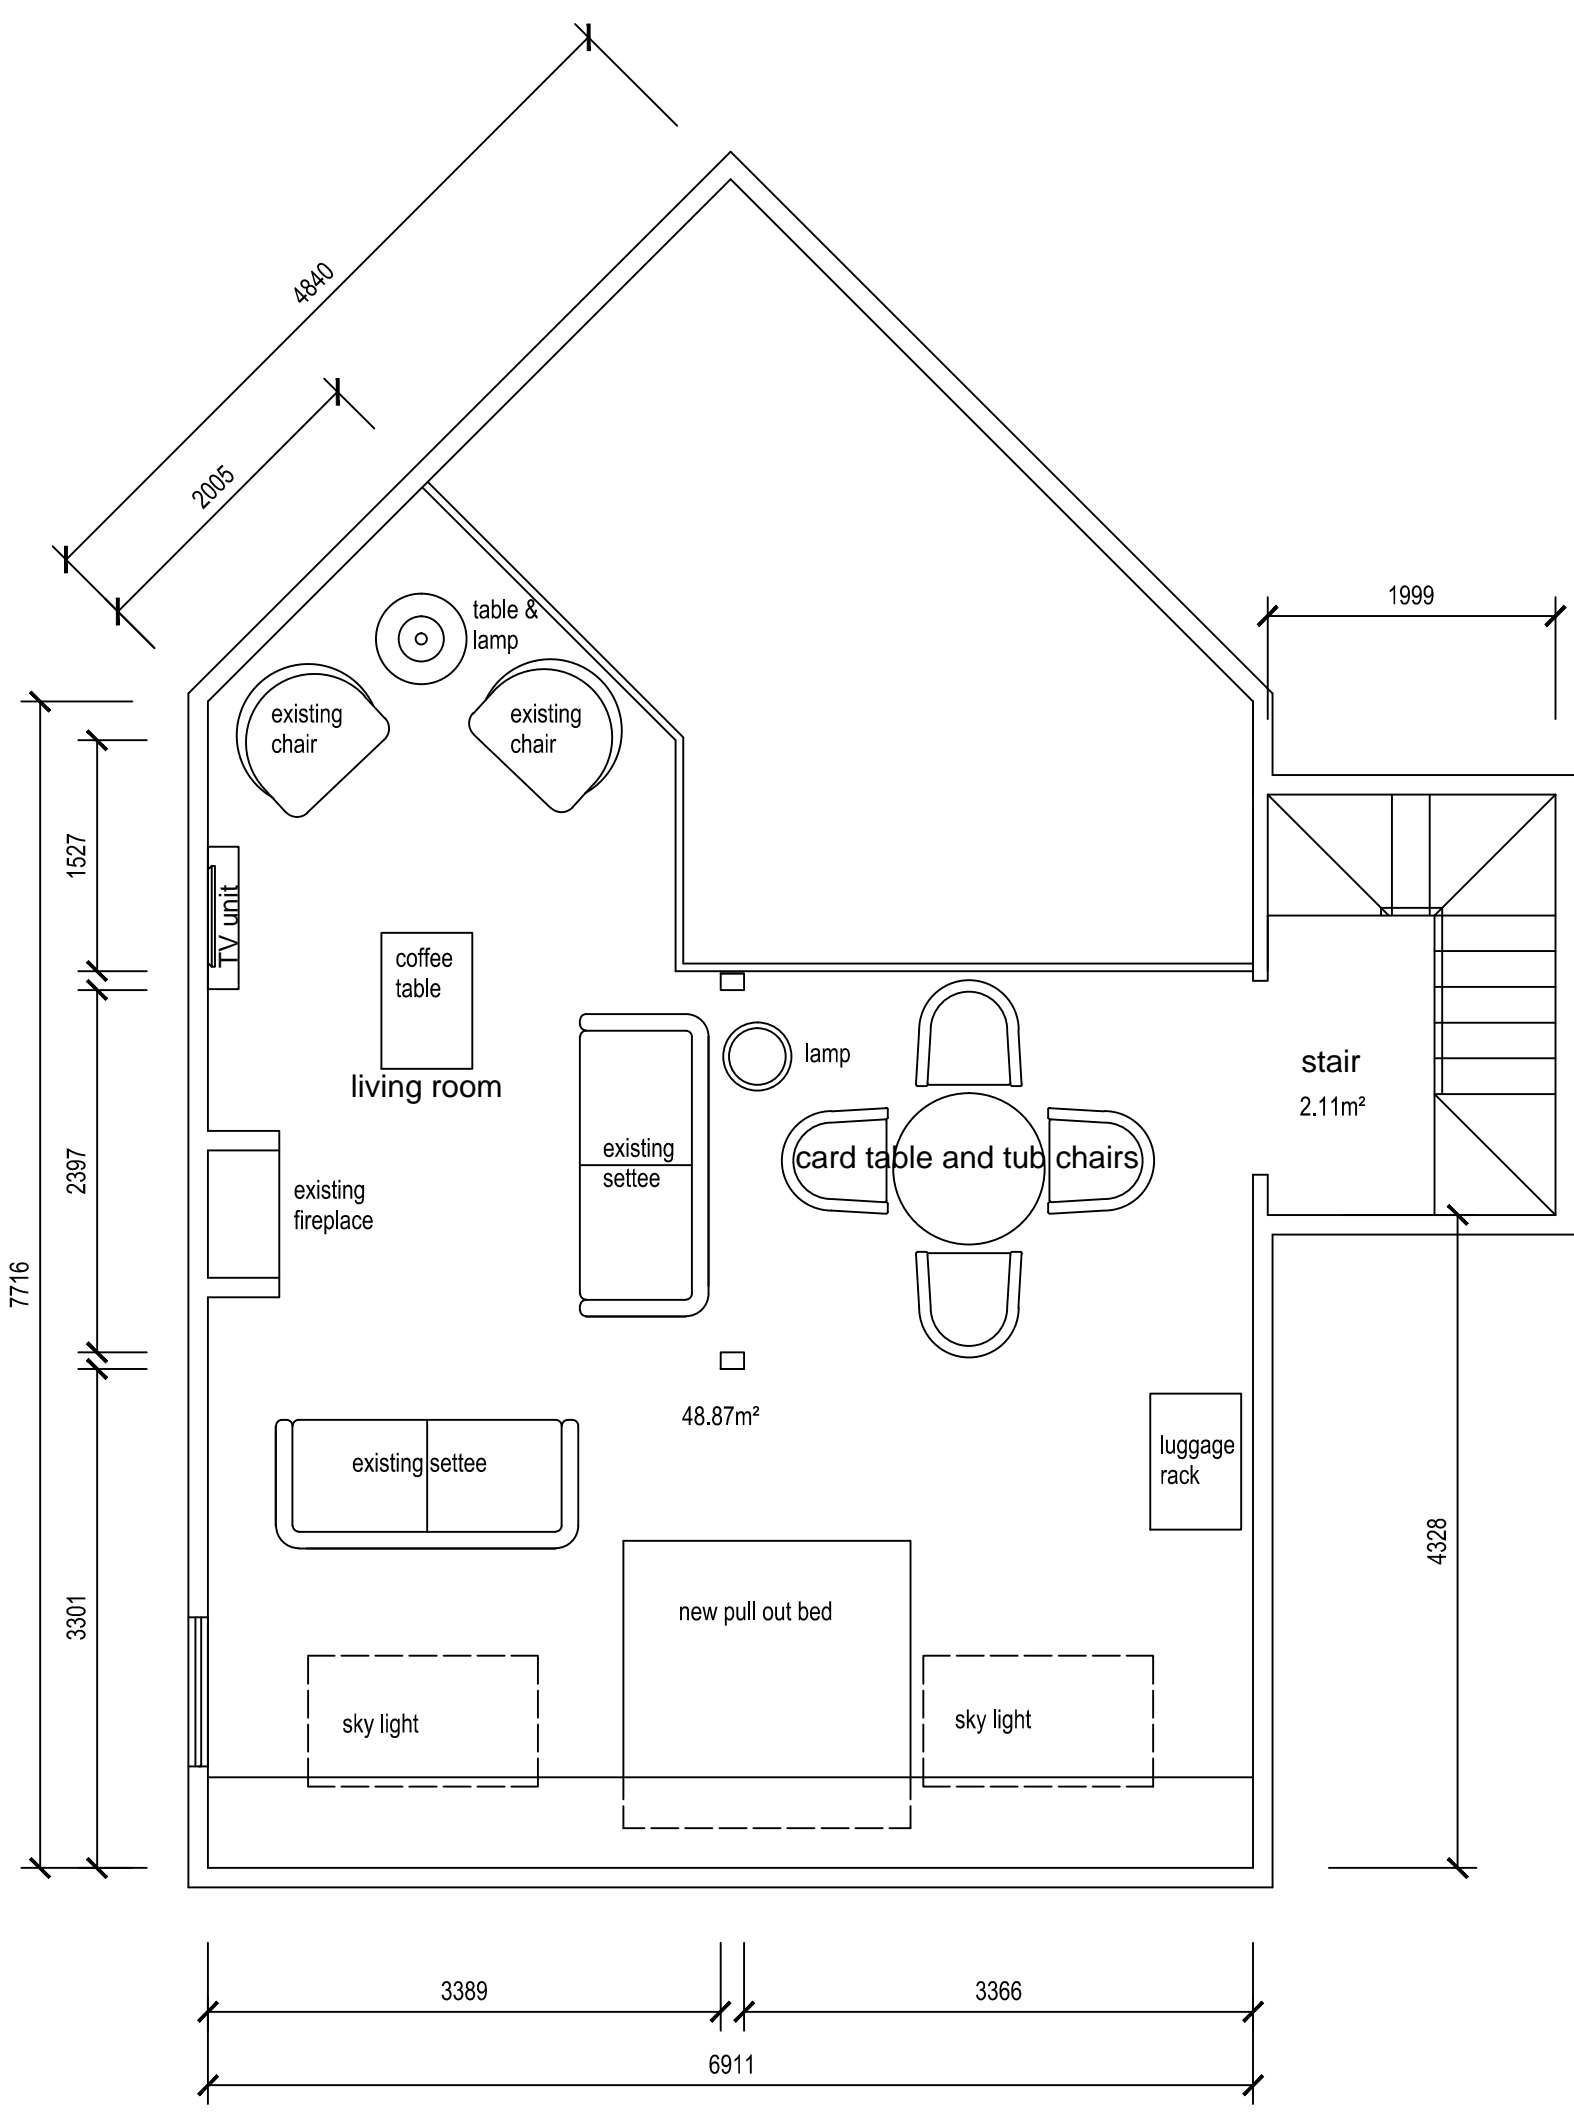 4840
2005
1999
table &
lamp
existing
chair
existing
chair
1527
TV unit
coffee
table
living room
lamp
stair
2.11m²
existing
settee
card table and tub chairs
2397
existing
fireplace
7716
48.87m²
luggage
rack
existing settee
4328
3301
new pull out bed
sky light
sky light
3389
3366
6911